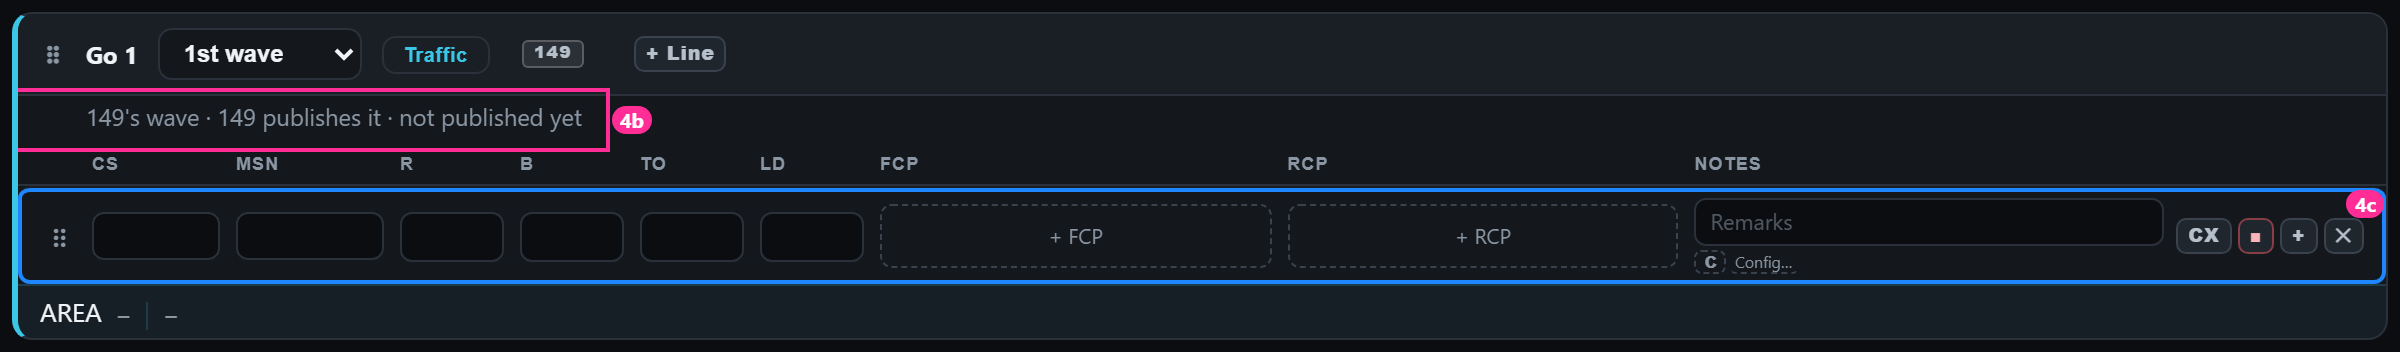 Go 1 1st wave Traffic 149 + Line
149's wave · 149 publishes it · not published yet 4b
CS MSN R B TO LD FCP RCP NOTES
4c
+ FCP + RCP Remarks CX ■ + ✕
C Config...
AREA – | –